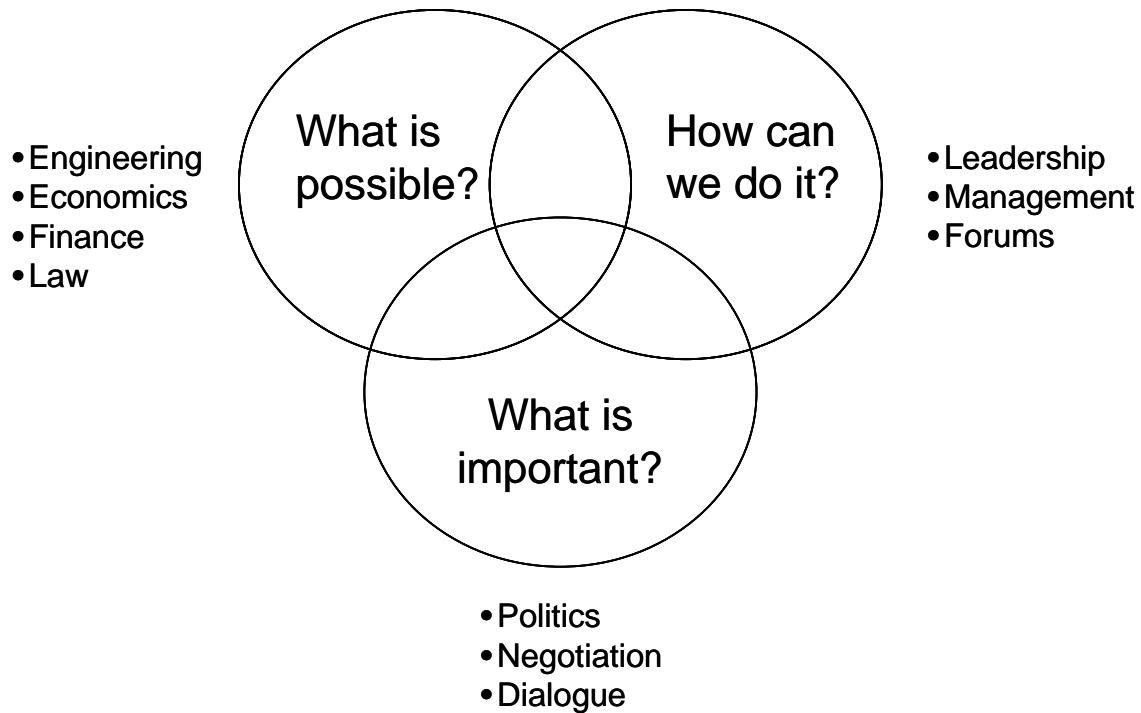 What is
possible?
How can
we do it?
•Engineering
•Economics
•Finance
•Law
•Leadership
•Management
•Forums
What is
important?
•Politics
•Negotiation
•Dialogue